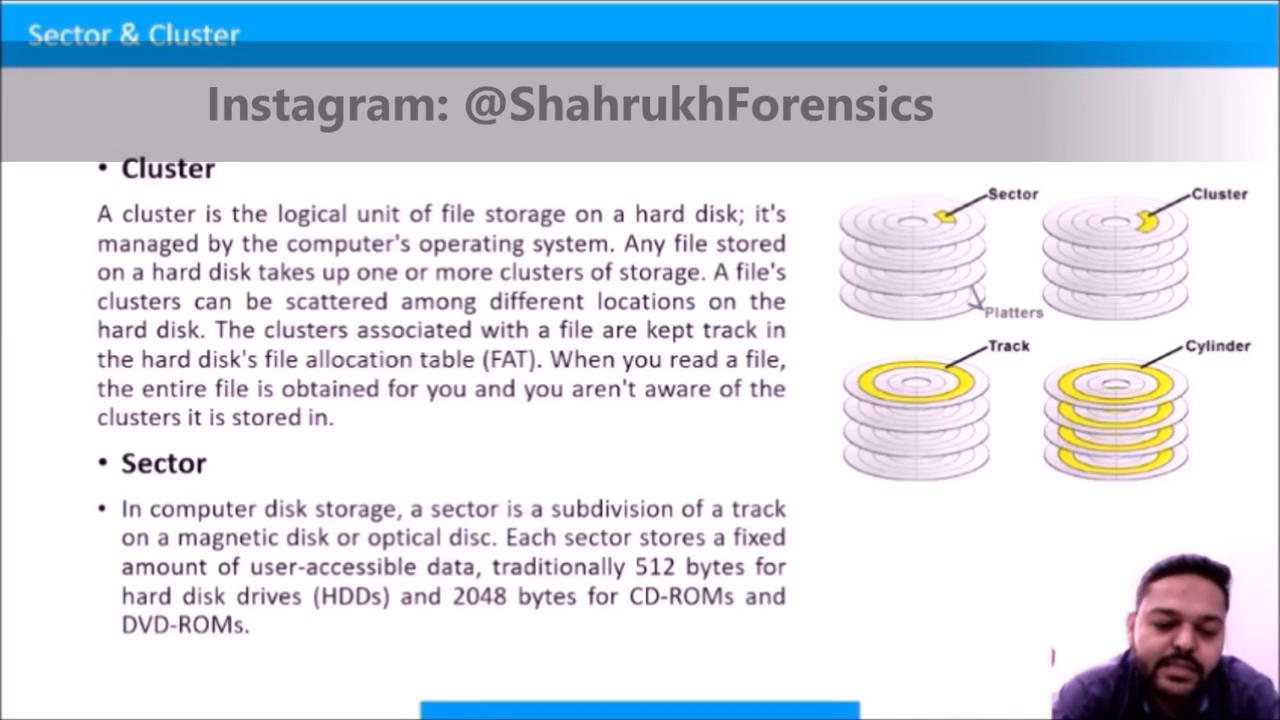 Sector & Cluster
Instagram: @ShahrukhForensics
• Cluster
A cluster is the logical unit of file storage on a hard disk; it's
managed by the computer's operating system. Any file stored
on a hard disk takes up one or more clusters of storage. A file's
clusters can be scattered among different locations on the
hard disk. The clusters associated with a file are kept track in
the hard disk's file allocation table (FAT). When you read a file,
the entire file is obtained for you and you aren't aware of the
clusters it is stored in.
• Sector
• In computer disk storage, a sector is a subdivision of a track
on a magnetic disk or optical disc. Each sector stores a fixed
amount of user-accessible data, traditionally 512 bytes for
hard disk drives (HDDs) and 2048 bytes for CD-ROMs and
DVD-ROMs.
Sector
Cluster
Platters
Track
Cylinder